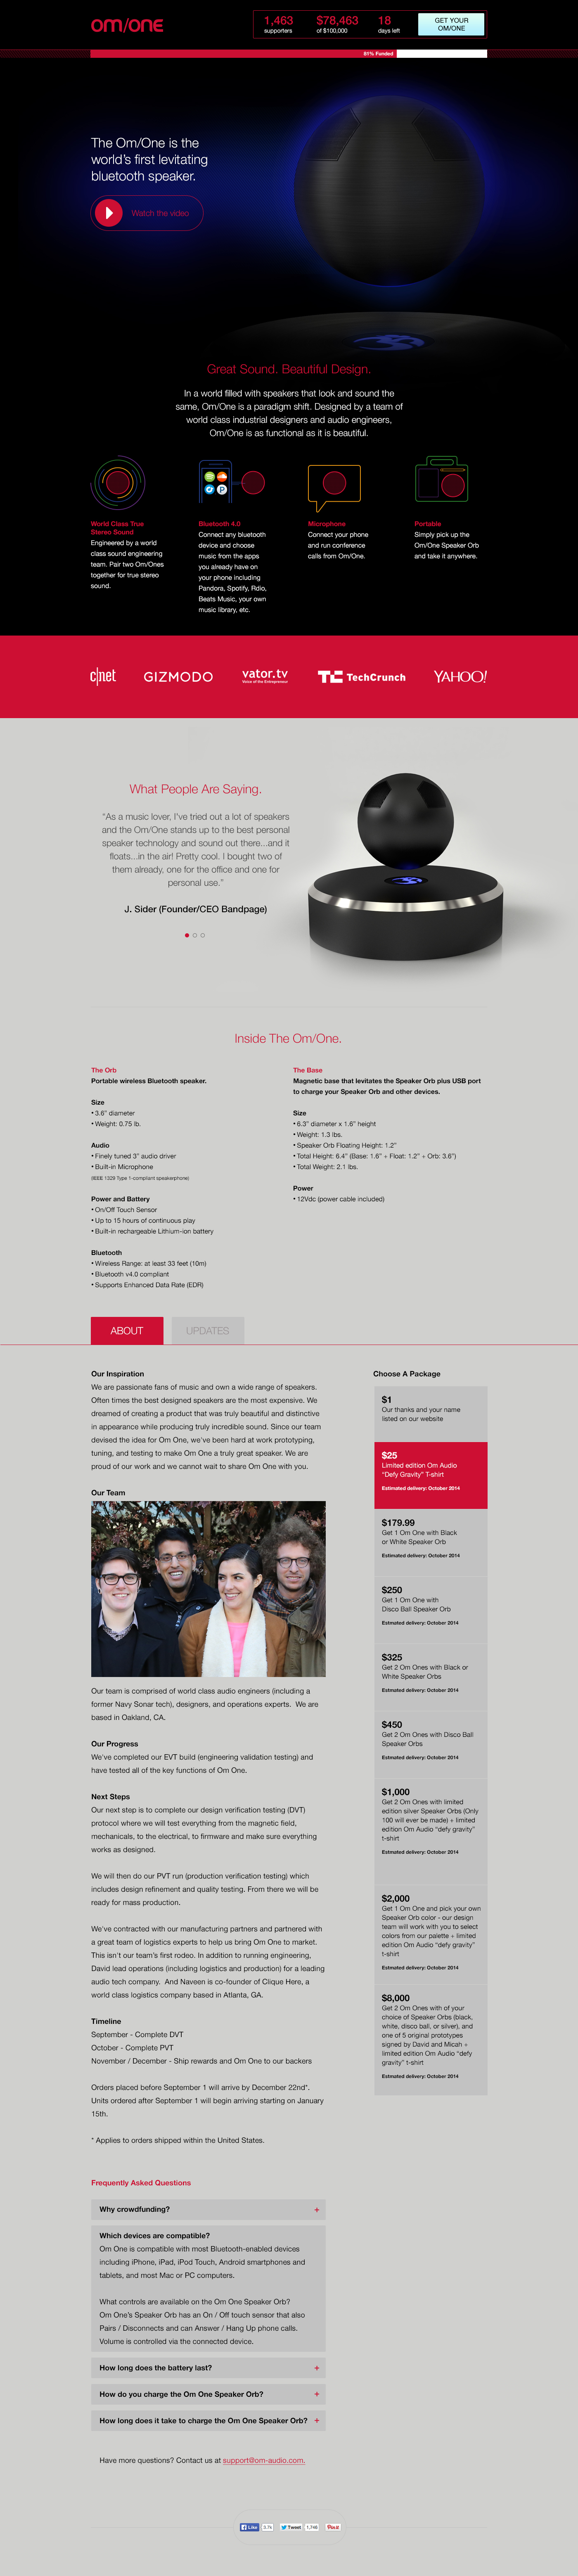 om/one
1,463
supporters
$78,463
of $100,000
18
days left
GET YOUR
OM/ONE
81% Funded
The Om/One is the
world's first levitating
bluetooth speaker.
Watch the video
Great Sound. Beautiful Design.
In a world filled with speakers that look and sound the
same, Om/One is a paradigm shift. Designed by a team of
world class industrial designers and audio engineers,
Om/One is as functional as it is beautiful.
World Class True
Stereo Sound
Engineered by a world
class sound engineering
team. Pair two Om/Ones
together for true stereo
sound.
Bluetooth 4.0
Connect any bluetooth
device and choose
music from the apps
you already have on
your phone including
Pandora, Spotify, Rdio,
Beats Music, your own
music library, etc.
Microphone
Connect your phone
and run conference
calls from Om/One.
Portable
Simply pick up the
Om/One Speaker Orb
and take it anywhere.
c|net
GIZMODO
vator.tv
Voice of the Entrepreneur
TC TechCrunch
YAHOO!
What People Are Saying.
“As a music lover, I've tried out a lot of speakers
and the Om/One stands up to the best personal
speaker technology and sound out there...and it
floats...in the air! Pretty cool. I bought two of
them already, one for the office and one for
personal use.”
J. Sider (Founder/CEO Bandpage)
Inside The Om/One.
The Orb
Portable wireless Bluetooth speaker.
Size
• 3.6” diameter
• Weight: 0.75 lb.
Audio
• Finely tuned 3” audio driver
• Built-in Microphone
(IEEE 1329 Type 1-compliant speakerphone)
Power and Battery
• On/Off Touch Sensor
• Up to 15 hours of continuous play
• Built-in rechargeable Lithium-ion battery
Bluetooth
• Wireless Range: at least 33 feet (10m)
• Bluetooth v4.0 compliant
• Supports Enhanced Data Rate (EDR)
The Base
Magnetic base that levitates the Speaker Orb plus USB port
to charge your Speaker Orb and other devices.
Size
• 6.3” diameter x 1.6” height
• Weight: 1.3 lbs.
• Speaker Orb Floating Height: 1.2”
• Total Height: 6.4” (Base: 1.6” + Float: 1.2” + Orb: 3.6”)
• Total Weight: 2.1 lbs.
Power
• 12Vdc (power cable included)
ABOUT
UPDATES
Our Inspiration
We are passionate fans of music and own a wide range of speakers.
Often times the best designed speakers are the most expensive. We
dreamed of creating a product that was truly beautiful and distinctive
in appearance while producing truly incredible sound. Since our team
devised the idea for Om One, we've been hard at work prototyping,
tuning, and testing to make Om One a truly great speaker. We are
proud of our work and we cannot wait to share Om One with you.
Our Team
Our team is comprised of world class audio engineers (including a
former Navy Sonar tech), designers, and operations experts. We are
based in Oakland, CA.
Our Progress
We've completed our EVT build (engineering validation testing) and
have tested all of the key functions of Om One.
Next Steps
Our next step is to complete our design verification testing (DVT)
protocol where we will test everything from the magnetic field,
mechanicals, to the electrical, to firmware and make sure everything
works as designed.
We will then do our PVT run (production verification testing) which
includes design refinement and quality testing. From there we will be
ready for mass production.
We've contracted with our manufacturing partners and partnered with
a great team of logistics experts to help us bring Om One to market.
This isn't our team's first rodeo. In addition to running engineering,
David lead operations (including logistics and production) for a leading
audio tech company. And Naveen is co-founder of Clique Here, a
world class logistics company based in Atlanta, GA.
Timeline
September - Complete DVT
October - Complete PVT
November / December - Ship rewards and Om One to our backers
Orders placed before September 1 will arrive by December 22nd*.
Units ordered after September 1 will begin arriving starting on January
15th.
* Applies to orders shipped within the United States.
Choose A Package
$1
Our thanks and your name
listed on our website
$25
Limited edition Om Audio
“Defy Gravity” T-shirt
Estimated delivery: October 2014
$179.99
Get 1 Om One with Black
or White Speaker Orb
Estimated delivery: October 2014
$250
Get 1 Om One with
Disco Ball Speaker Orb
Estimated delivery: October 2014
$325
Get 2 Om Ones with Black or
White Speaker Orbs
Estimated delivery: October 2014
$450
Get 2 Om Ones with Disco Ball
Speaker Orbs
Estimated delivery: October 2014
$1,000
Get 2 Om Ones with limited
edition silver Speaker Orbs (Only
100 will ever be made) + limited
edition Om Audio “defy gravity”
t-shirt
Estimated delivery: October 2014
$2,000
Get 1 Om One and pick your own
Speaker Orb color - our design
team will work with you to select
colors from our palette + limited
edition Om Audio “defy gravity”
t-shirt
Estimated delivery: October 2014
$8,000
Get 2 Om Ones with of your
choice of Speaker Orbs (black,
white, disco ball, or silver), and
one of 5 original prototypes
signed by David and Micah +
limited edition Om Audio “defy
gravity” t-shirt
Estimated delivery: October 2014
Frequently Asked Questions
Why crowdfunding? +
Which devices are compatible?
Om One is compatible with most Bluetooth-enabled devices
including iPhone, iPad, iPod Touch, Android smartphones and
tablets, and most Mac or PC computers.
What controls are available on the Om One Speaker Orb?
Om One's Speaker Orb has an On / Off touch sensor that also
Pairs / Disconnects and can Answer / Hang Up phone calls.
Volume is controlled via the connected device.
How long does the battery last? +
How do you charge the Om One Speaker Orb? +
How long does it take to charge the Om One Speaker Orb? +
Have more questions? Contact us at support@om-audio.com.
Like 3.7k Tweet 1,746 Pin it